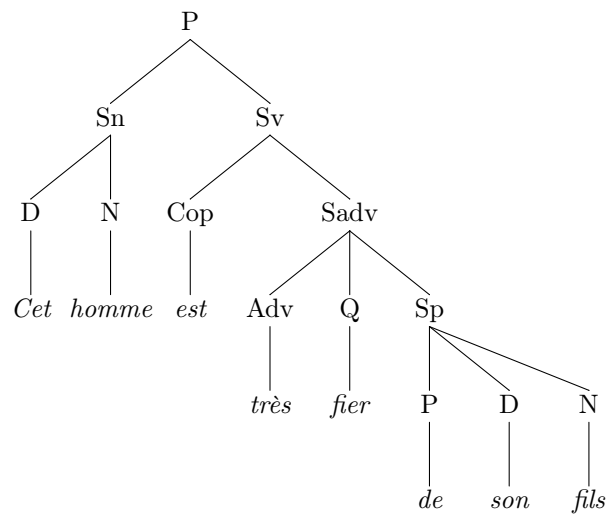 P
Sn Sv
D N Cop Sadv
Cet homme est Adv Q Sp
très fier P D N
de son fils